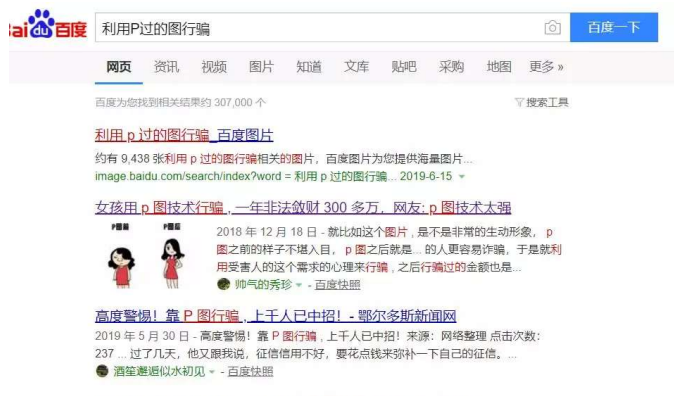 Bai百度 利用P过的图行骗 百度一下
网页 资讯 视频 图片 知道 文库 贴吧 采购 地图 更多»
百度为您找到相关结果约307,000个 搜索工具
利用p过的图行骗_百度图片
约有9,438张利用p过的图行骗相关的图片，百度图片为您提供海量图片...
image.baidu.com/search/index?word = 利用p过的图行骗... 2019-6-15
女孩用p图技术行骗，一年非法敛财300多万，网友：p图技术太强
P图前 P图后
2018年12月18日 - 就比如这个图片，是不是非常的生动形象， p
图之前的样子不堪入目， p图之后就是... 的人更容易诈骗，于是就利
用受害人的这个需求的心理来行骗，之后行骗过的金额也是...
帅气的秀珍 - 百度快照
高度警惕！靠P图行骗，上千人已中招！- 鄂尔多斯新闻网
2019年5月30日 - 高度警惕！靠P图行骗，上千人已中招！来源：网络整理 点击次数：
237 ... 过了几天，他又跟我说，征信信用不好，要花点钱来弥补一下自己的征信。...
酒笙邂逅似水初见 - 百度快照